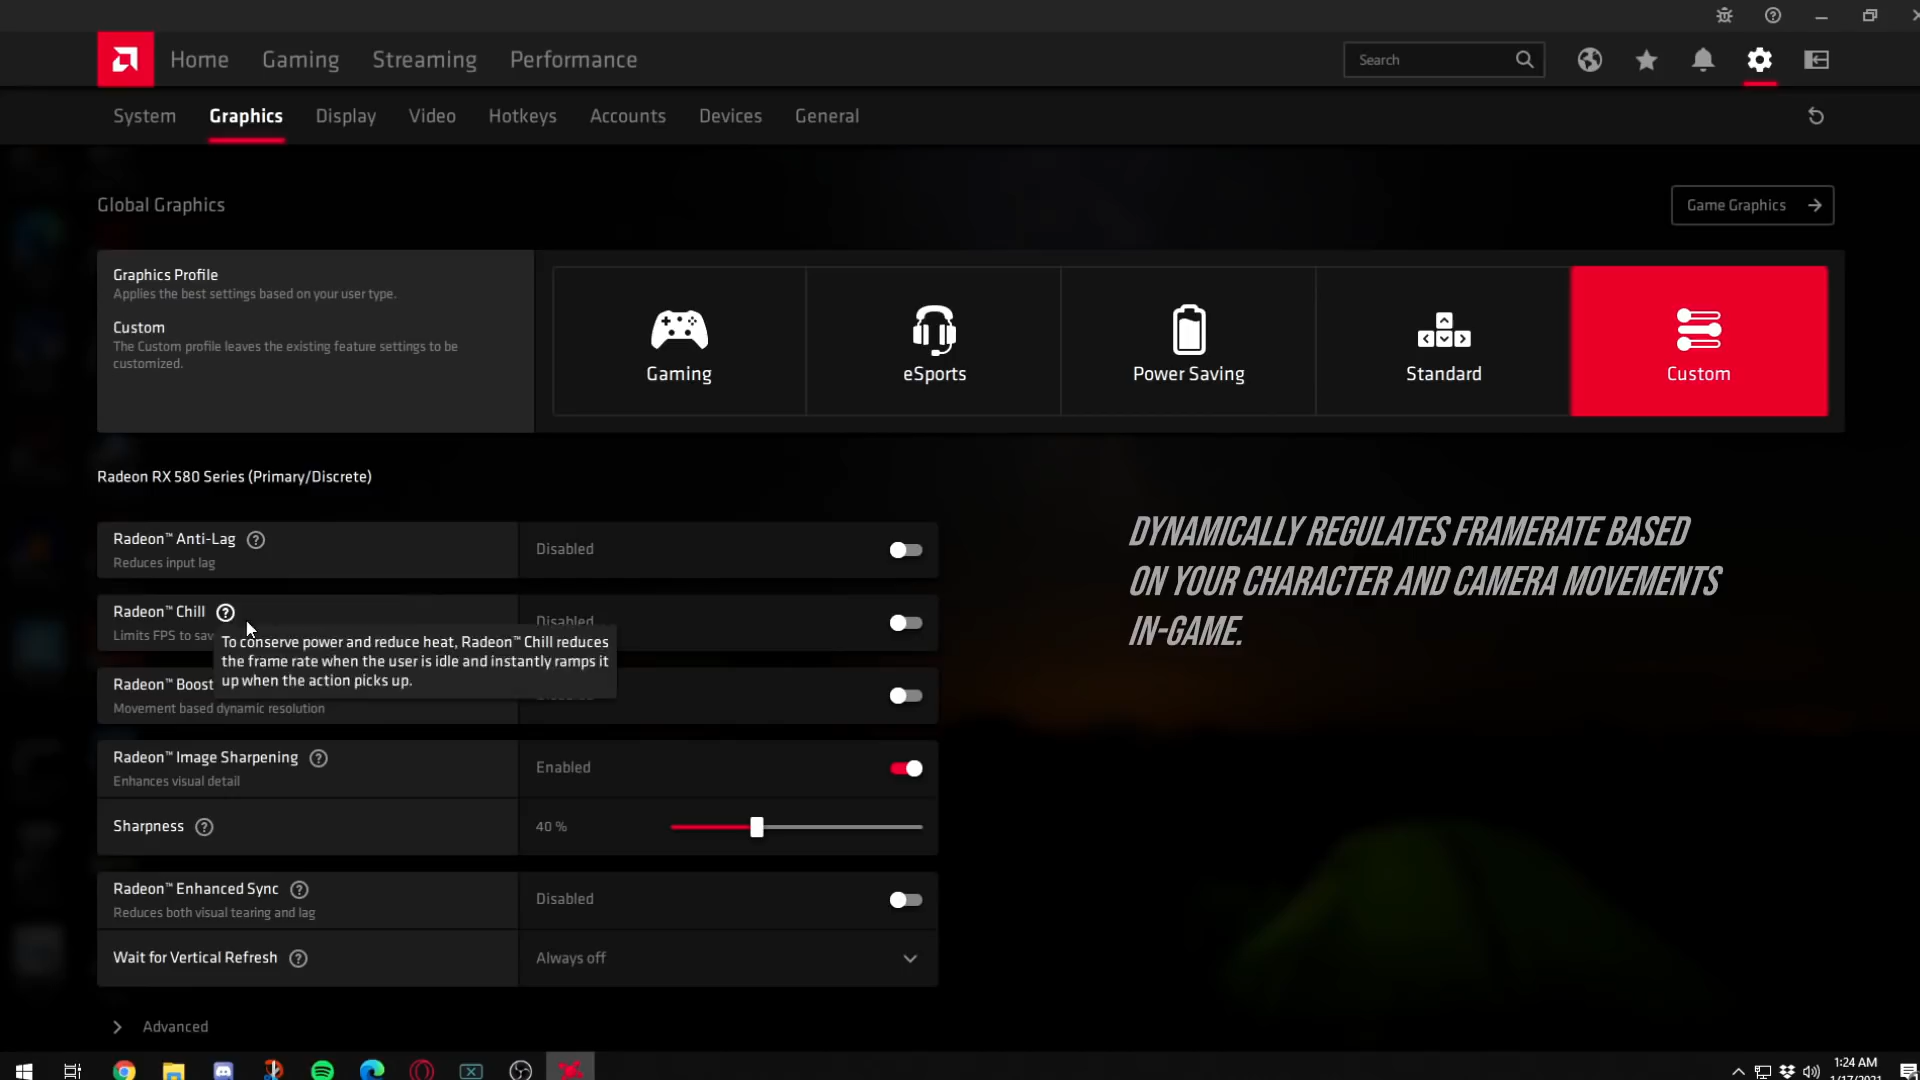 Home
Gaming
Streaming
Performance
Search
System
Graphics
Display
Video
Hotkeys
Accounts
Devices
General
Global Graphics
Game Graphics
Graphics Profile
Applies the best settings based on your user type.
Custom
The Custom profile leaves the existing feature settings to be
customized.
Gaming
eSports
Power Saving
Standard
Custom
Radeon RX 580 Series (Primary/Discrete)
Radeon™ Anti-Lag
Reduces input lag
Disabled
DYNAMICALLY REGULATES FRAMERATE BASED
ON YOUR CHARACTER AND CAMERA MOVEMENTS
IN-GAME.
Radeon™ Chill
Limits FPS to
Disabled
To conserve power and reduce heat, Radeon™ Chill reduces
the frame rate when the user is idle and instantly ramps it
up when the action picks up.
Radeon™ Boost
Movement based dynamic resolution
Radeon™ Image Sharpening
Enhances visual detail
Enabled
Sharpness
40 %
Radeon™ Enhanced Sync
Reduces both visual tearing and lag
Disabled
Wait for Vertical Refresh
Always off
Advanced
1:24 AM